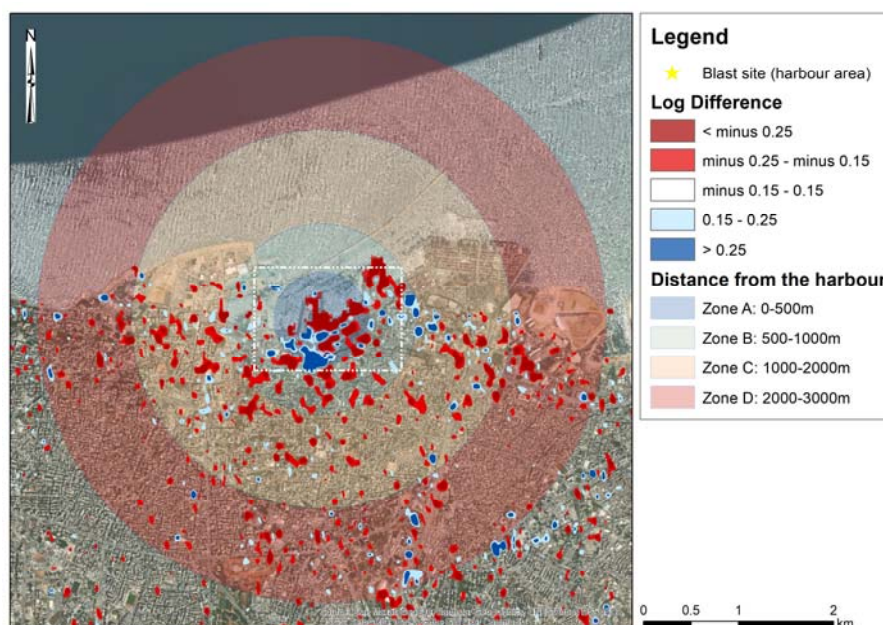 N
Legend
Blast site (harbour area)
Log Difference
< minus 0.25
minus 0.25 - minus 0.15
minus 0.15 - 0.15
0.15 - 0.25
> 0.25
Distance from the harbour
Zone A: 0-500m
Zone B: 500-1000m
Zone C: 1000-2000m
Zone D: 2000-3000m
0 0.5 1 2
km